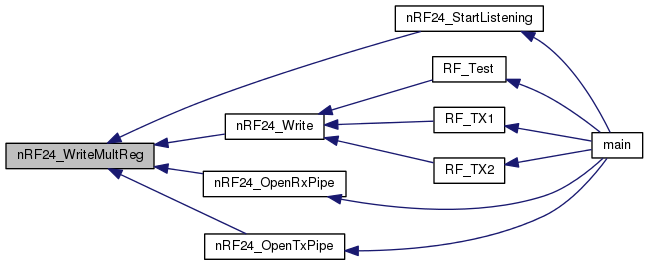 nRF24_StartListening
RF_Test
nRF24_Write
RF_TX1
main
nRF24_WriteMultReg
RF_TX2
nRF24_OpenRxPipe
nRF24_OpenTxPipe